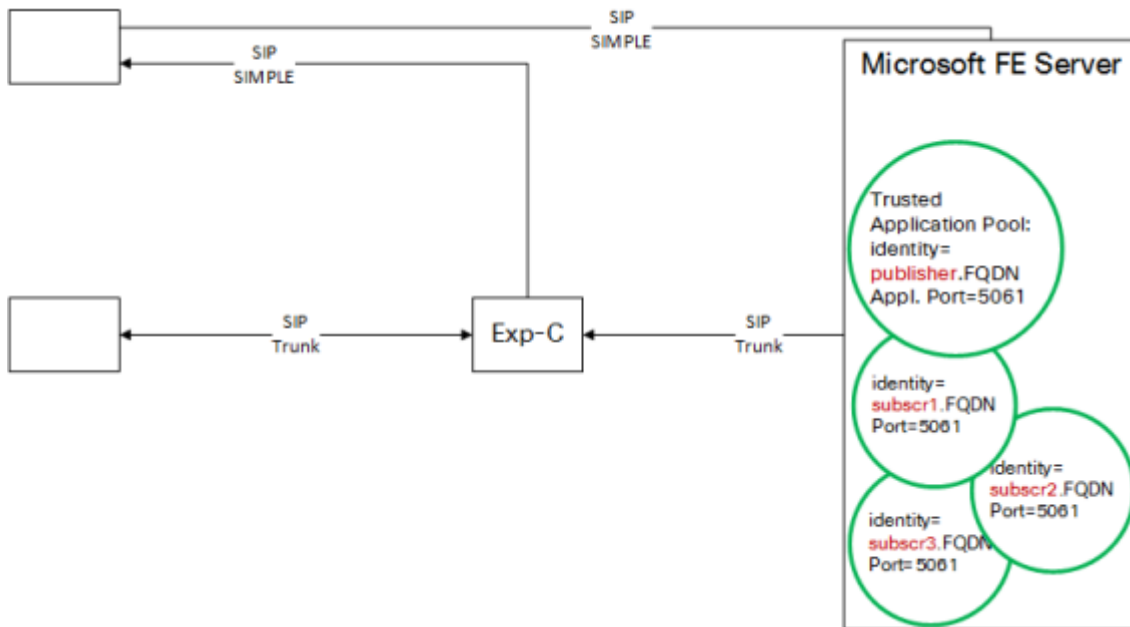 SIP
SIMPLE
SIP
SIMPLE
Microsoft FE Server
Trusted
Application Pool:
identity=
publisher.FQDN
Appl. Port=5061
SIP
Trunk
Exp-C
SIP
Trunk
identity=
subscr1.FQDN
Port=5061
identity=
subscr2.FQDN
Port=5061
identity=
subscr3.FQDN
Port=5061